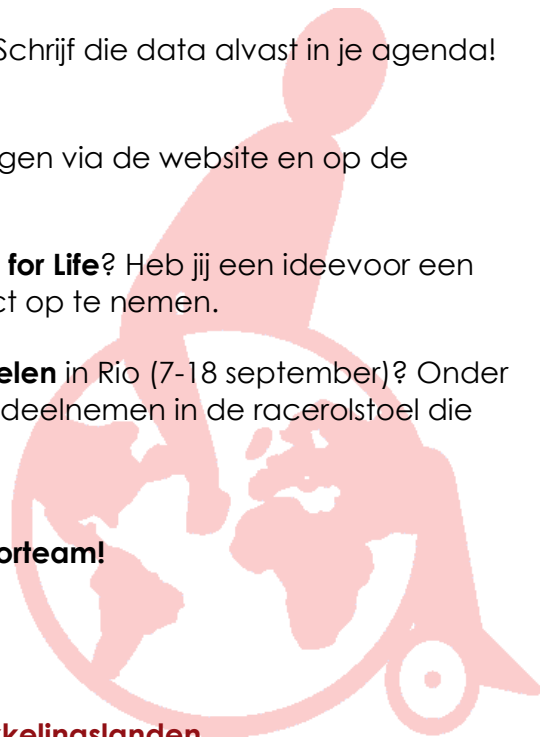 Schrijf die data alvast in je agenda!
gen via de website en op de
for Life? Heb jij een ideevoor een
ct op te nemen.
elen in Rio (7-18 september)? Onder
deelnemen in de racerolstoel die
orteam!
kelingslanden